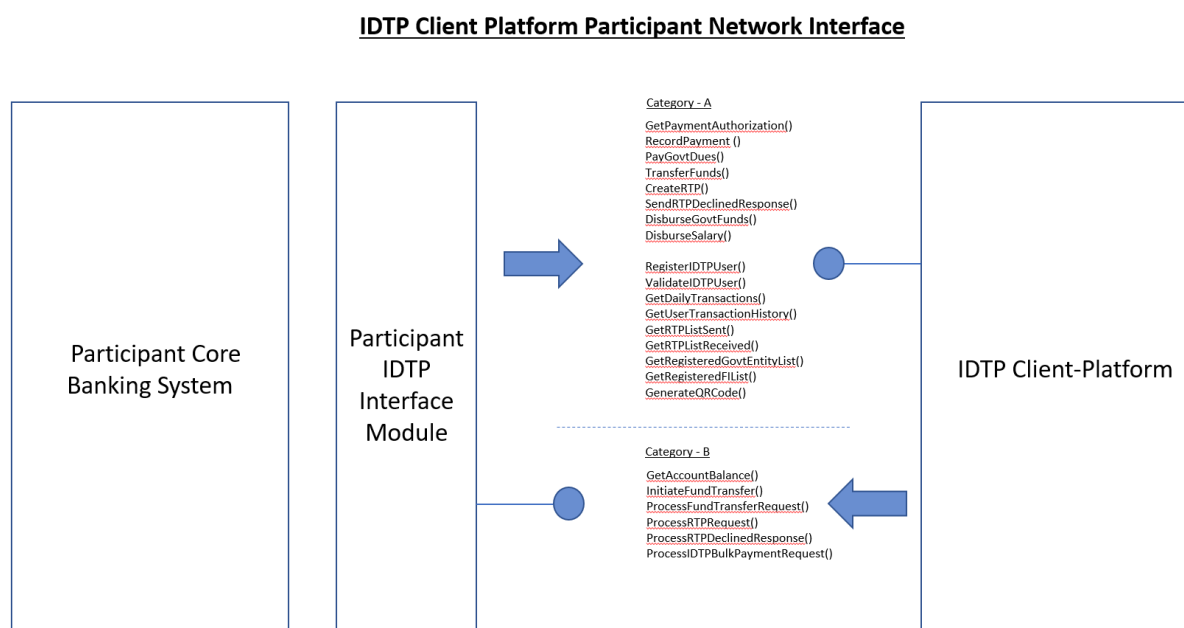 IDTP Client Platform Participant Network Interface
Category - A
GetPaymentAuthorization()
RecordPayment ()
PayGovtDues()
TransferFunds()
CreateRTP()
SendRTPDeclinedResponse()
DisburseGovtFunds()
DisburseSalary()
RegisterIDTPUser()
ValidateIDTPUser()
GetDailyTransactions()
GetUserTransactionHistory()
GetRTPListSent()
GetRTPListReceived()
GetRegisteredGovtEntityList()
GetRegisteredFIList()
GenerateQRCode()
Participant Core
Banking System
Participant
IDTP
Interface
Module
IDTP Client-Platform
Category - B
GetAccountBalance()
InitiateFundTransfer()
ProcessFundTransferRequest()
ProcessRTPRequest()
ProcessRTPDeclinedResponse()
ProcessIDTPBulkPaymentRequest()